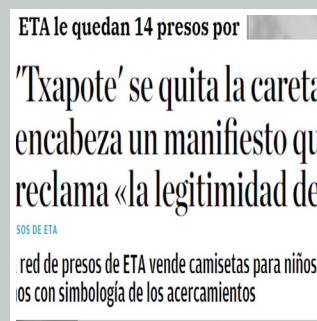 ETA le quedan 14 presos por
'Txapote' se quita la careta
encabeza un manifiesto qu
reclama «la legitimidad de
SOS DE ETA
red de presos de ETA vende camisetas para niños
os con simbología de los acercamientos